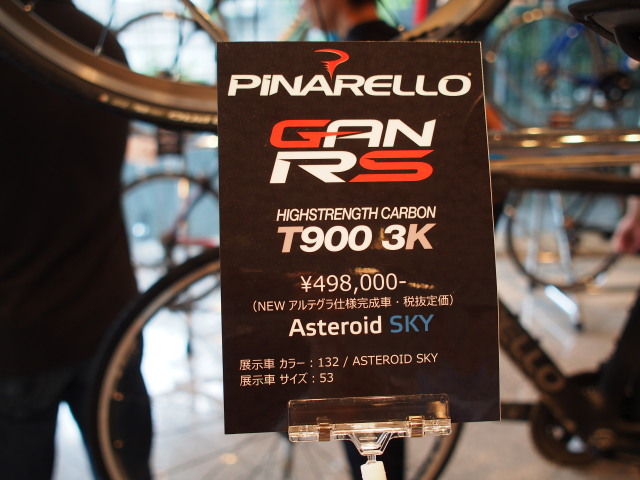 PiNARELLO
GAN
RS
HIGHSTRENGTH CARBON
T900 3K
¥498,000-
(NEW アルテグラ仕様完成車・税抜定価)
Asteroid SKY
展示車 カラー : 132 / ASTEROID SKY
展示車 サイズ : 53